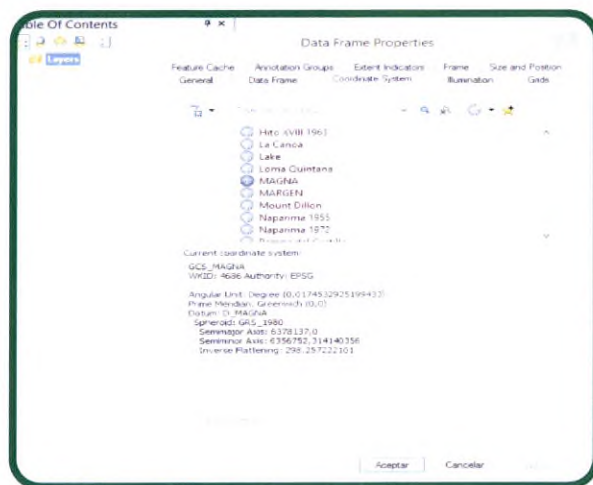 ble Of Contents
Layers
Data Frame Properties
Feature Cache Annotation Groups Extent Indicators Frame Size and Position
General Data Frame Coordinate System Illumination Grids
Hito XVIII 1963
La Canoa
Lake
Loma Quintana
MAGNA
MARGEN
Mount Dillon
Naparima 1955
Naparima 1972
Current coordinate system:
GCS_MAGNA
WKID: 4686 Authority: EPSG
Angular Unit: Degree (0,0174532925199433)
Prime Meridian: Greenwich (0,0)
Datum: D_MAGNA
Spheroid: GRS_1980
Semimajor Axis: 6378137,0
Semiminor Axis: 6356752,314140356
Inverse Flattening: 298,257222101
Aceptar Cancelar